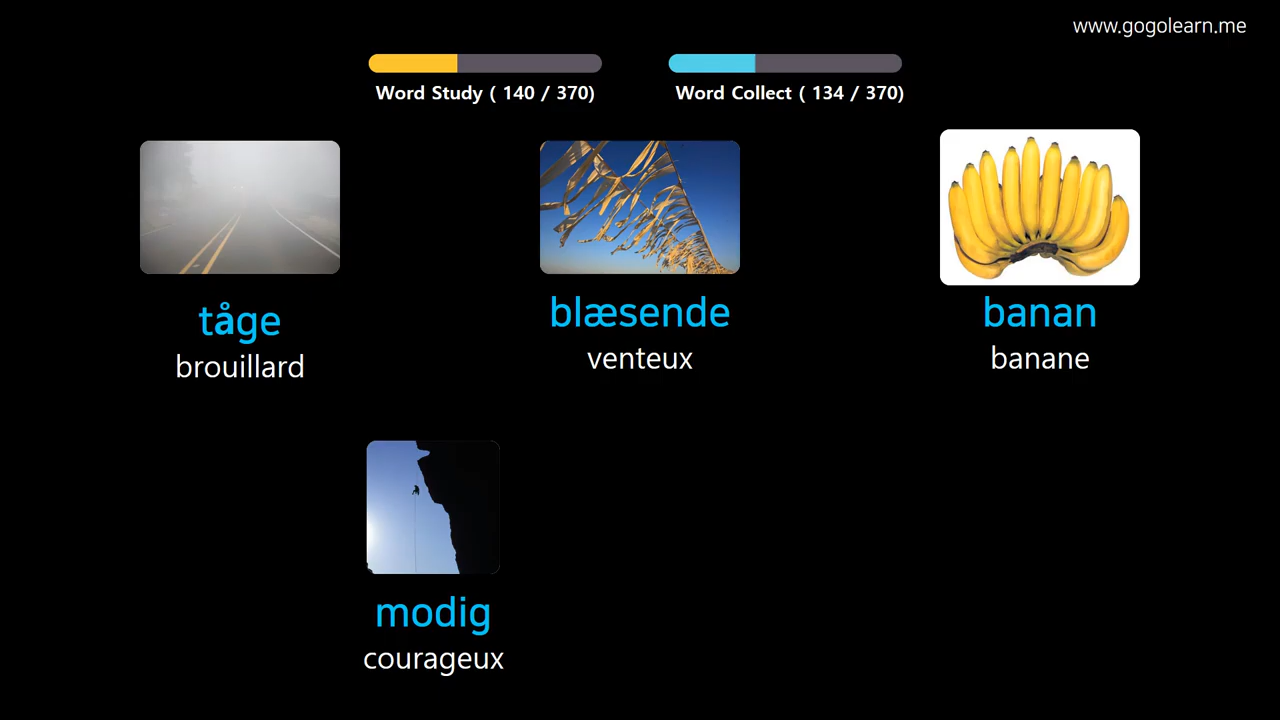 www.gogolearn.me
Word Study ( 140 / 370)
Word Collect ( 134 / 370)
tåge
brouillard
blæsende
venteux
banan
banane
modig
courageux